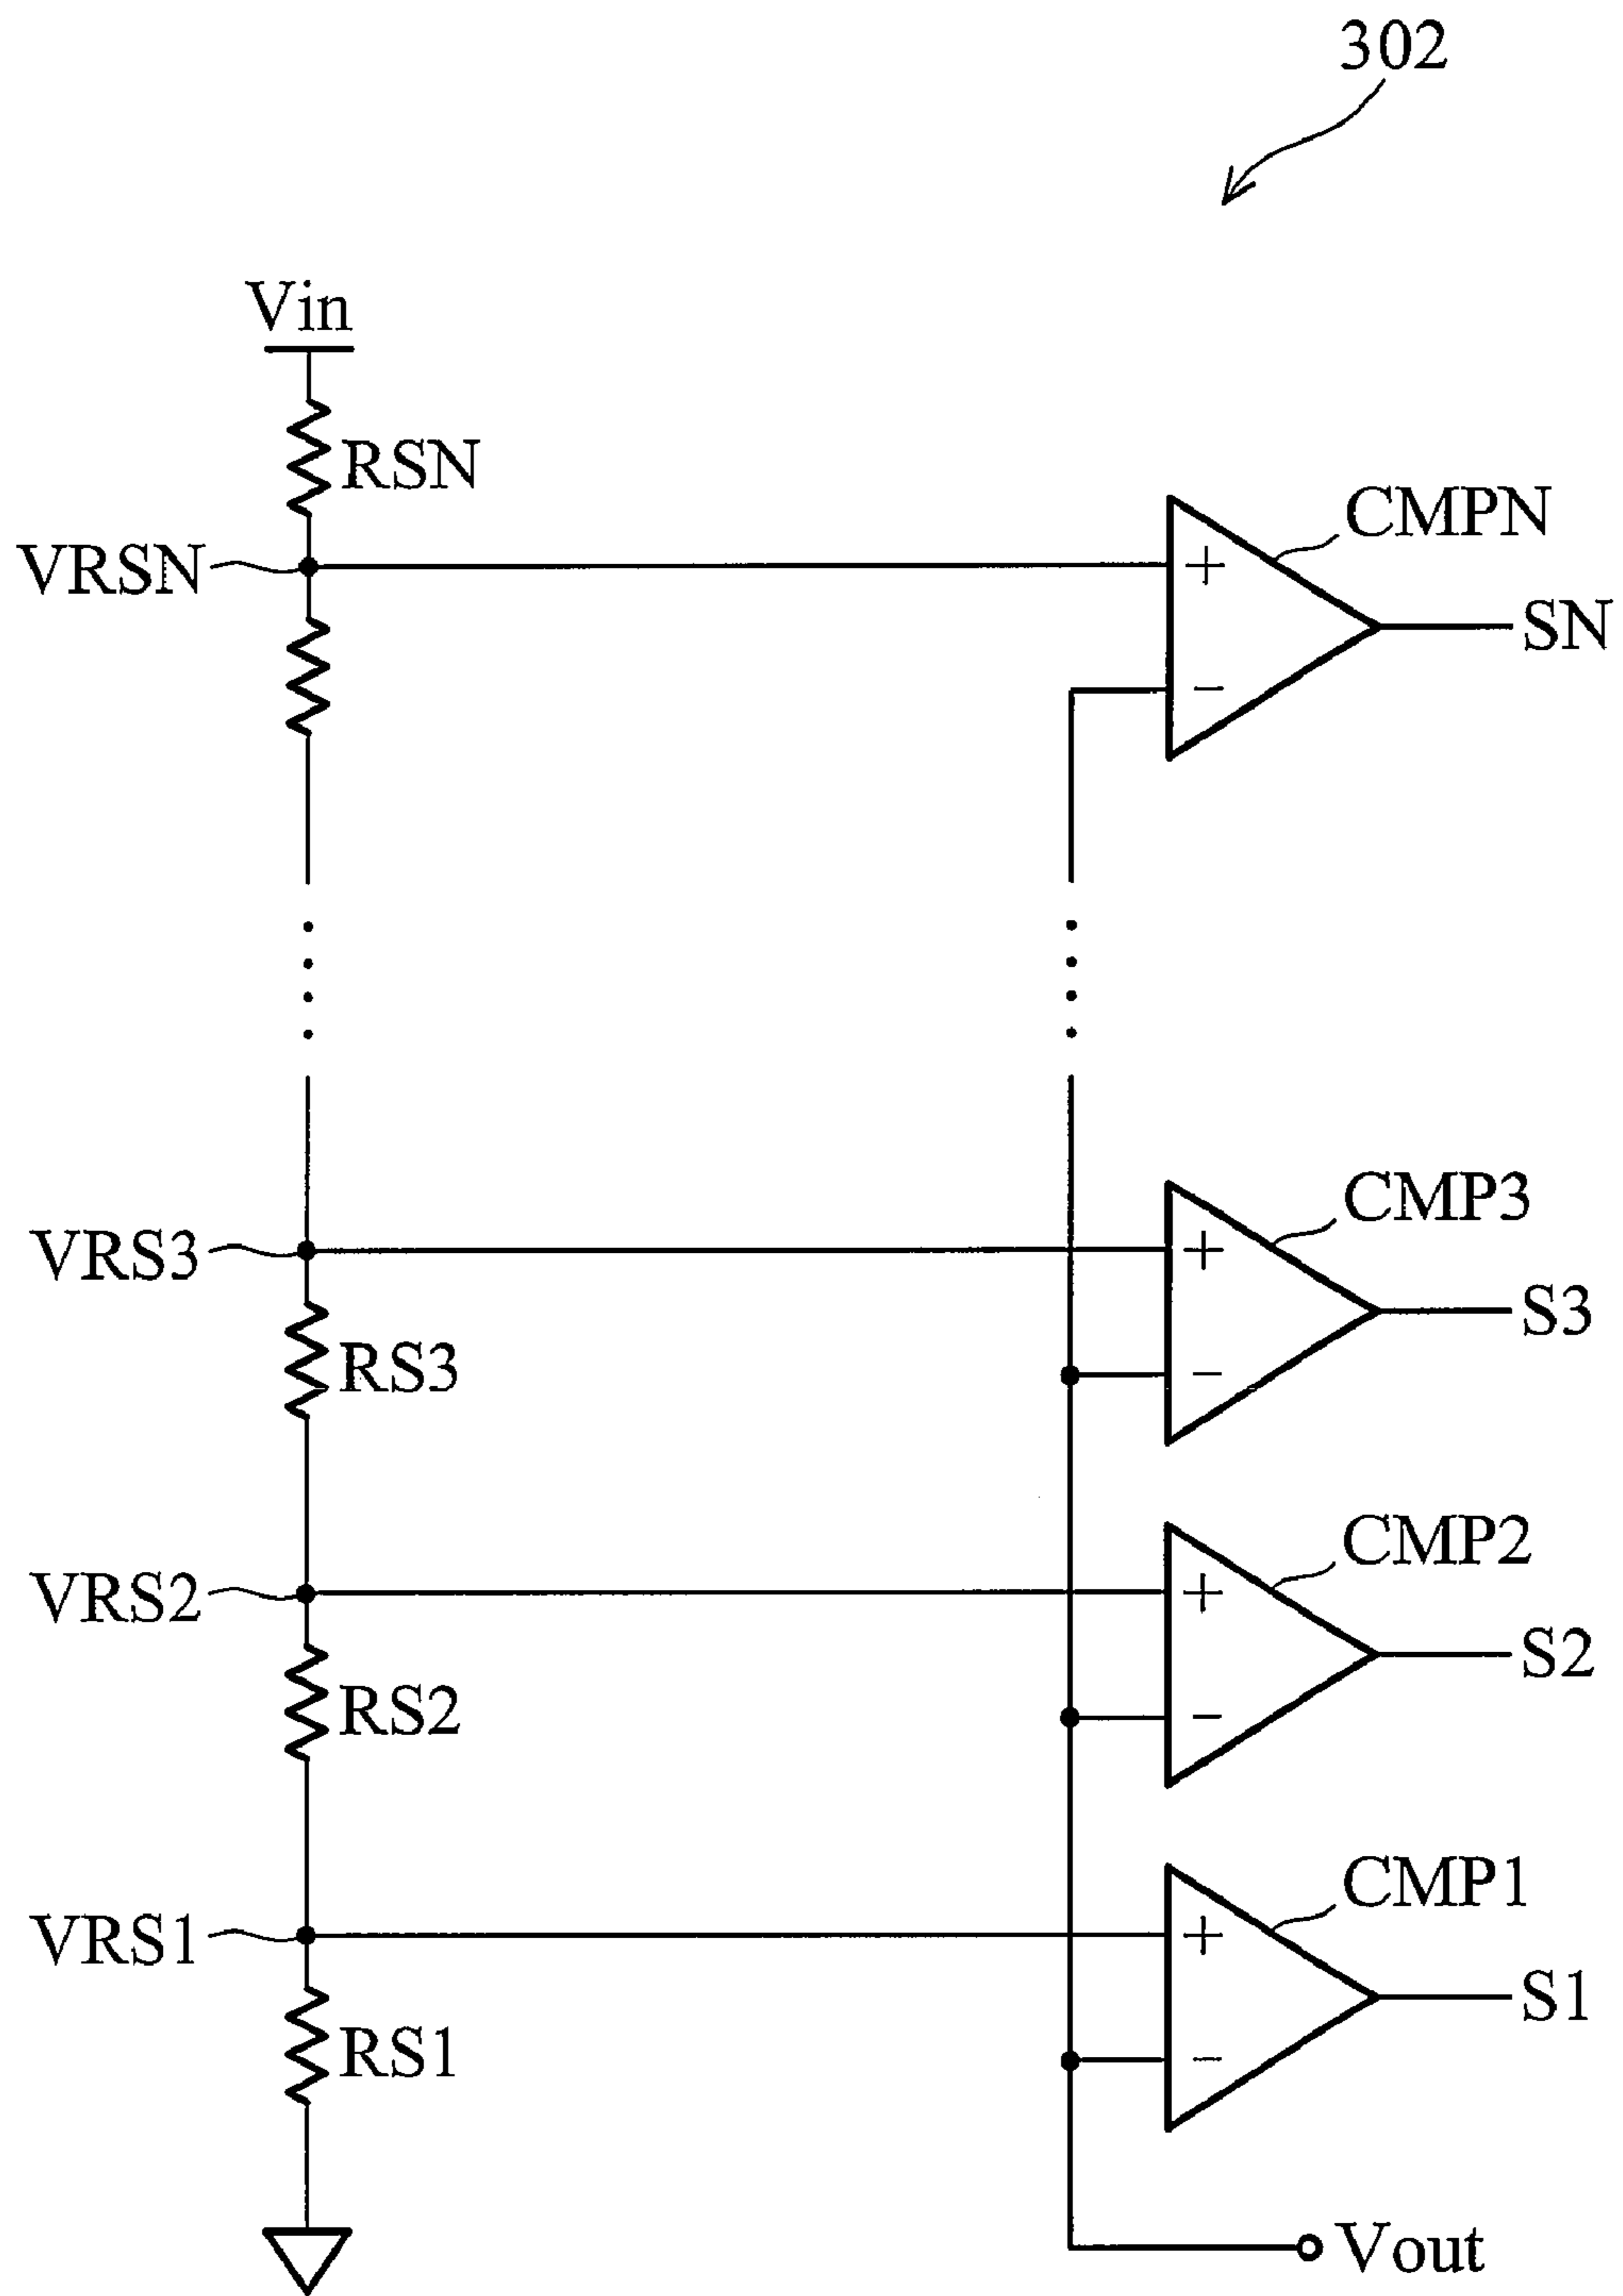 302
Vin
RSN
CMPN
VRSN
+
SN
−
CMP3
VRS3
+
S3
RS3
−
CMP2
VRS2
+
S2
RS2
−
CMP1
VRS1
+
S1
RS1
−
Vout